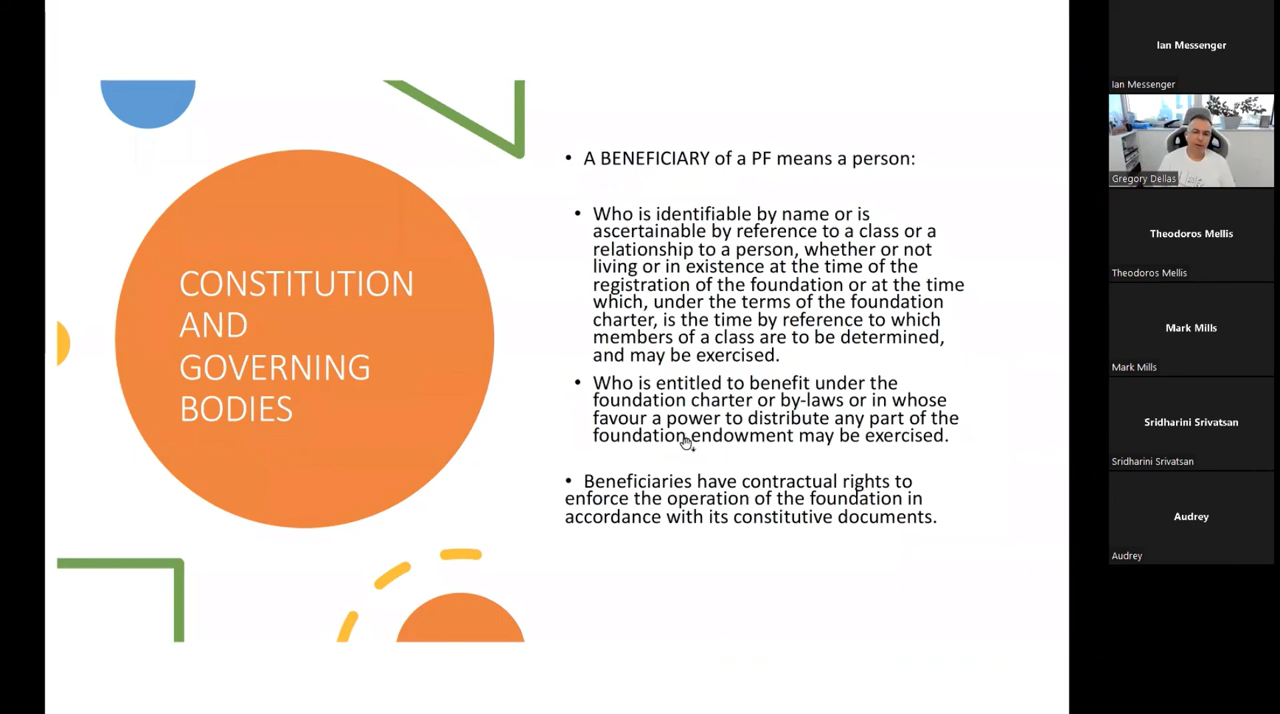 CONSTITUTION
AND
GOVERNING
BODIES
• A BENEFICIARY of a PF means a person:
• Who is identifiable by name or is
ascertainable by reference to a class or a
relationship to a person, whether or not
living or in existence at the time of the
registration of the foundation or at the time
which, under the terms of the foundation
charter, is the time by reference to which
members of a class are to be determined,
and may be exercised.
• Who is entitled to benefit under the
foundation charter or by-laws or in whose
favour a power to distribute any part of the
foundation endowment may be exercised.
• Beneficiaries have contractual rights to
enforce the operation of the foundation in
accordance with its constitutive documents.
Ian Messenger
Ian Messenger
Gregory Dellas
Theodoros Mellis
Theodoros Mellis
Mark Mills
Mark Mills
Sridharini Srivatsan
Sridharini Srivatsan
Audrey
Audrey